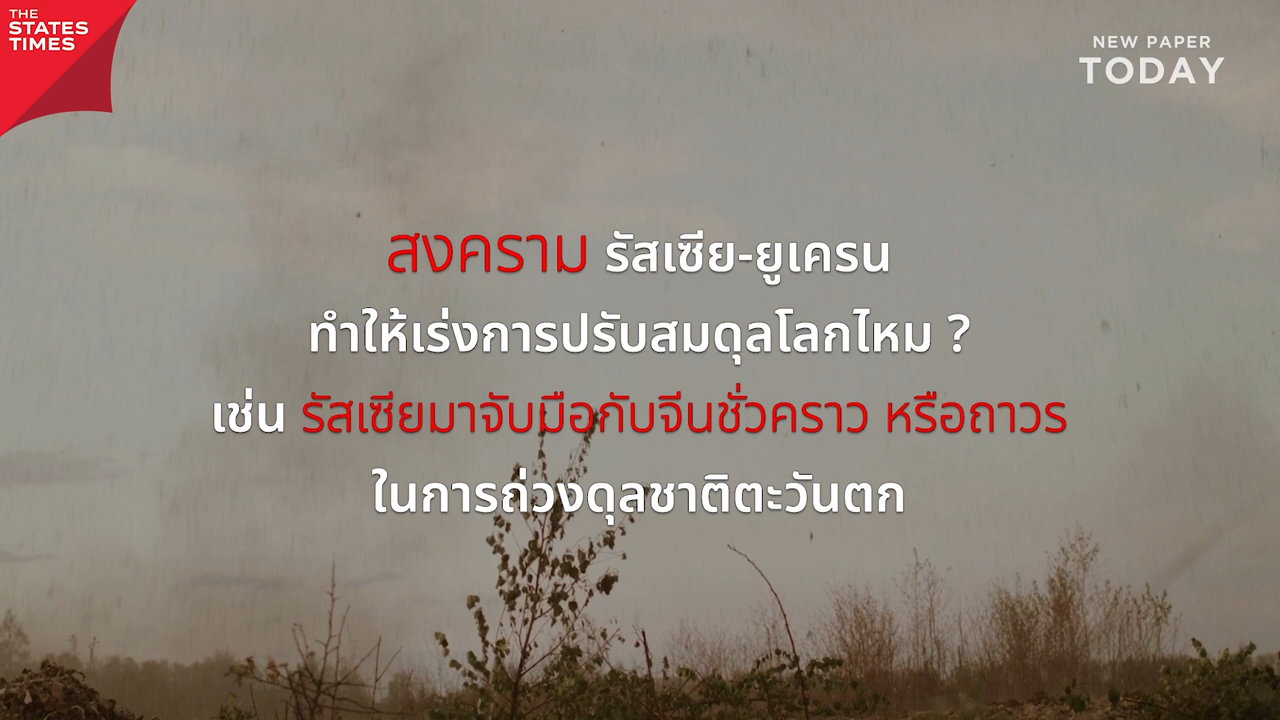 THE
STATES
TIMES
NEW PAPER
TODAY
สงคราม รัสเซีย-ยูเครน
ทำให้เร่งการปรับสมดุลโลกไหม ?
เช่น รัสเซียมาจับมือกับจีนชั่วคราว หรือถาวร
ในการถ่วงดุลชาติตะวันตก